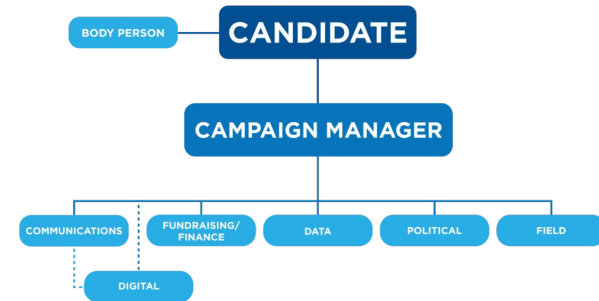 BODY PERSON
CANDIDATE
CAMPAIGN MANAGER
COMMUNICATIONS
FUNDRAISING/
FINANCE
DATA
POLITICAL
FIELD
DIGITAL